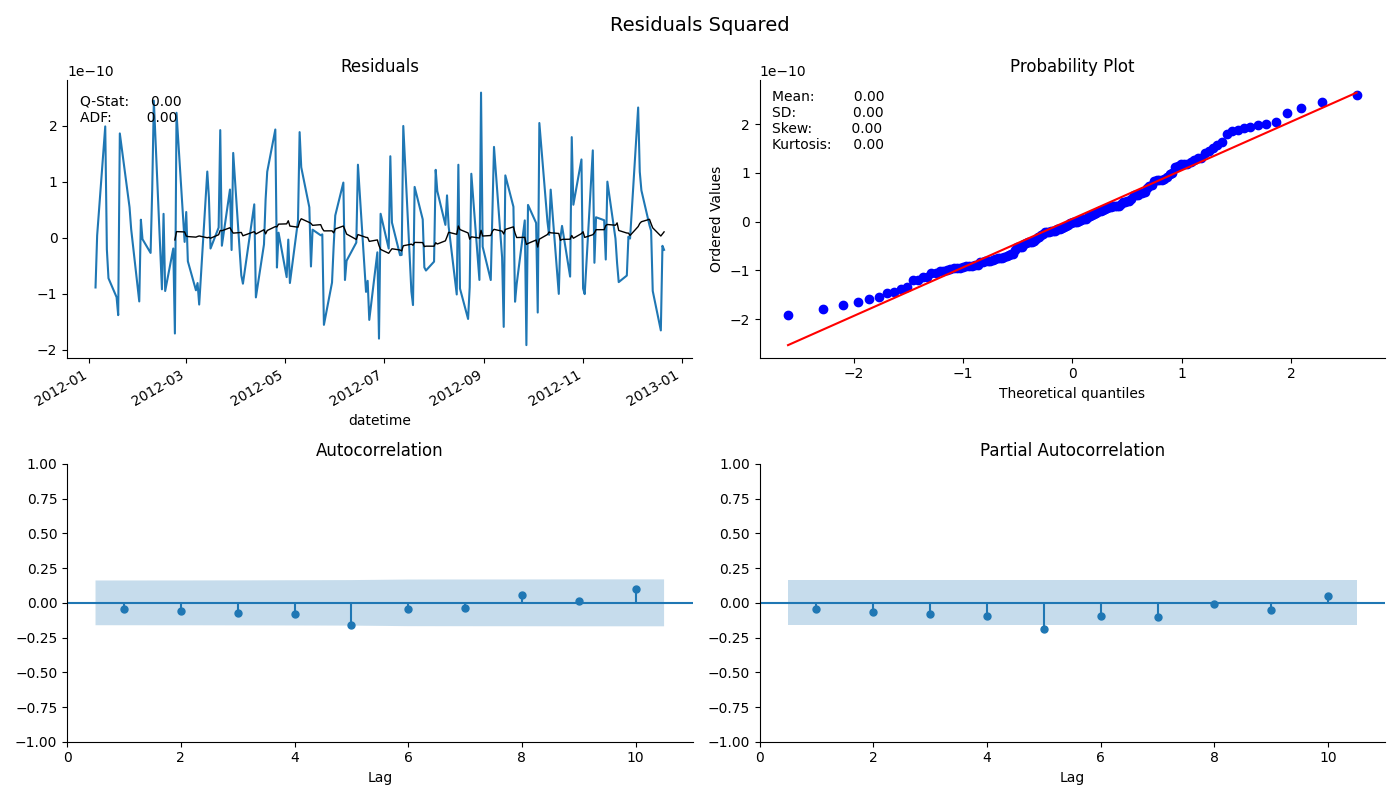 Residuals Squared
Residuals
1e−10
Q-Stat: 0.00
ADF: 0.00
2
1
0
−1
−2
2012-01
2012-03
2012-05
2012-07
2012-09
2012-11
2013-01
datetime
Probability Plot
1e−10
Mean: 0.00
SD: 0.00
Skew: 0.00
Kurtosis: 0.00
Ordered Values
2
1
0
−1
−2
−2 −1 0 1 2
Theoretical quantiles
Autocorrelation
1.00
0.75
0.50
0.25
0.00
−0.25
−0.50
−0.75
−1.00
0 2 4 6 8 10
Lag
Partial Autocorrelation
1.00
0.75
0.50
0.25
0.00
−0.25
−0.50
−0.75
−1.00
0 2 4 6 8 10
Lag